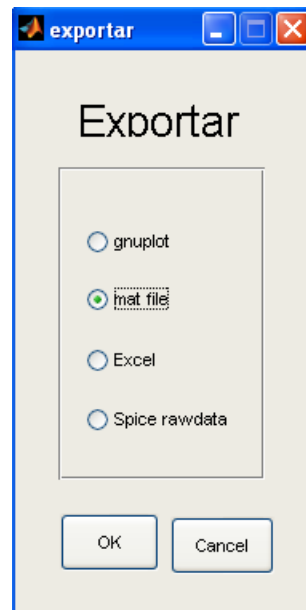 exportar
Exportar
gnuplot
mat file
Excel
Spice rawdata
OK Cancel